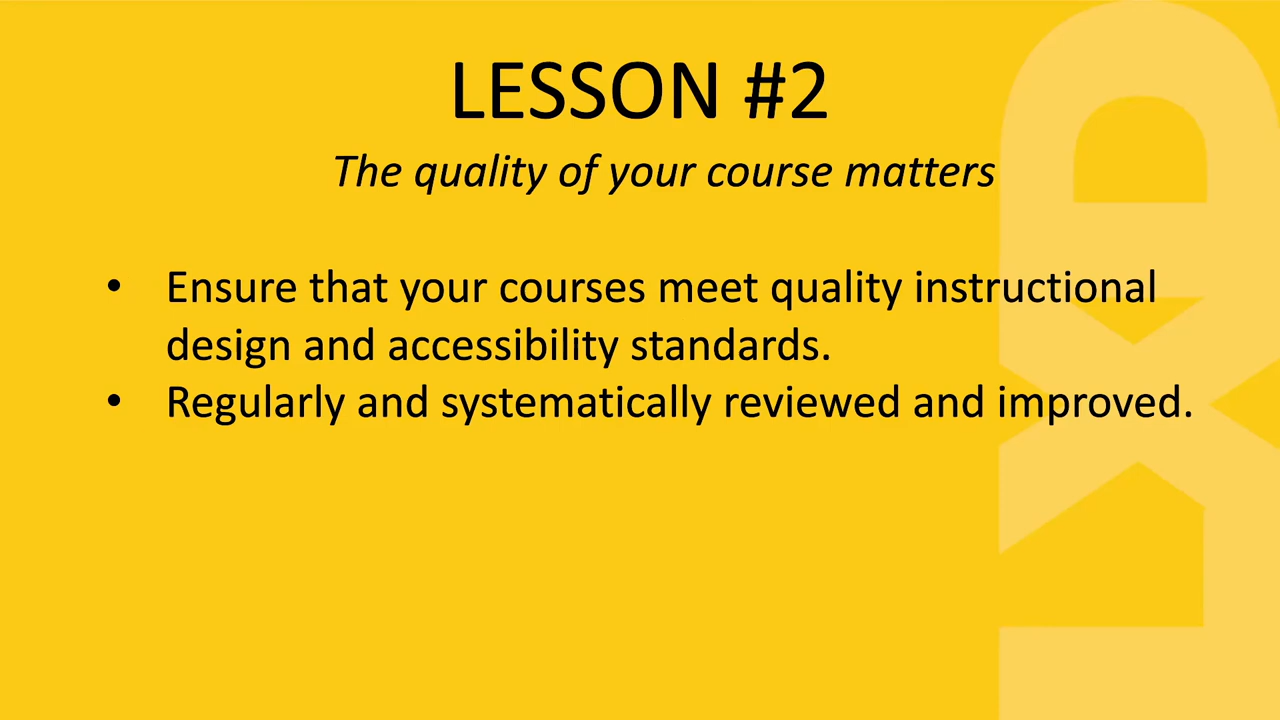 LESSON #2
The quality of your course matters
• Ensure that your courses meet quality instructional
design and accessibility standards.
• Regularly and systematically reviewed and improved.